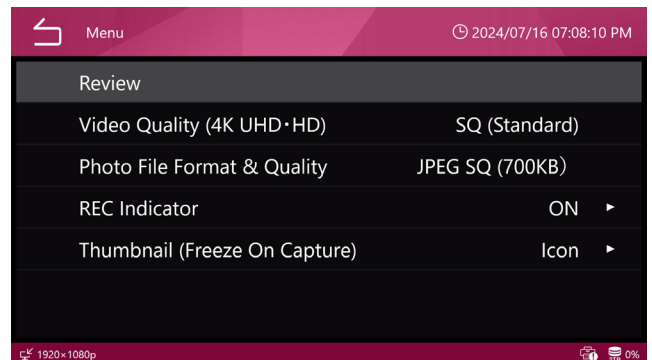 Menu 2024/07/16 07:08:10 PM
Review
Video Quality (4K UHD・HD) SQ (Standard)
Photo File Format & Quality JPEG SQ (700KB）
REC Indicator ON
Thumbnail (Freeze On Capture) Icon
1920×1080p 0%